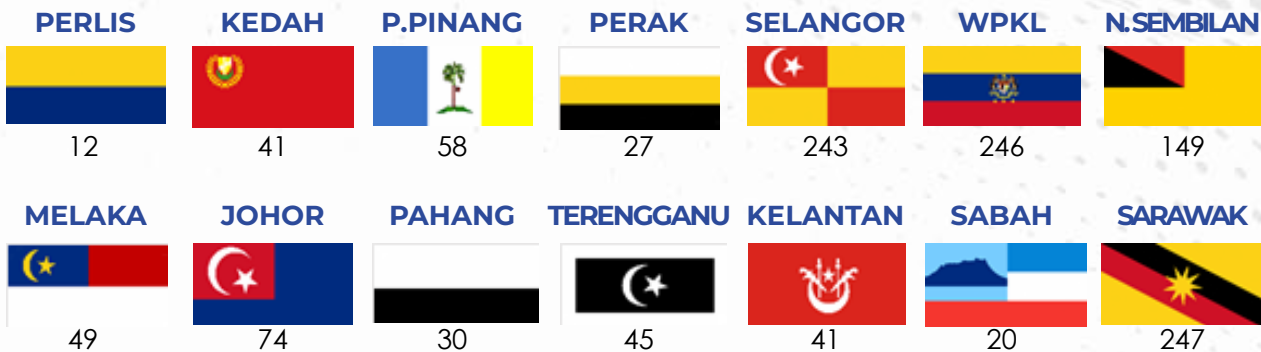 PERLIS KEDAH P.PINANG PERAK SELANGOR WPKL N.SEMBILAN
12 41 58 27 243 246 149
MELAKA JOHOR PAHANG TERENGGANU KELANTAN SABAH SARAWAK
49 74 30 45 41 20 247